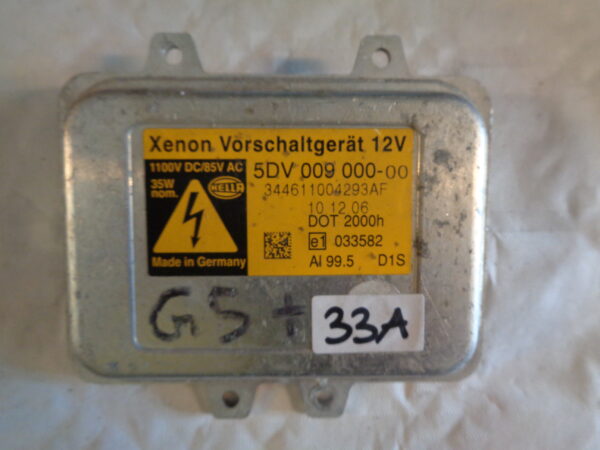 Xenon Vorschaltgerät 12V
1100V DC/85V AC
35W
nom.
HELLA
Made in Germany
5DV 009 000-00
344611004293AF
10 12 06
DOT 2000h
e1 033582
AI 99.5 D1S
G5 +
33A